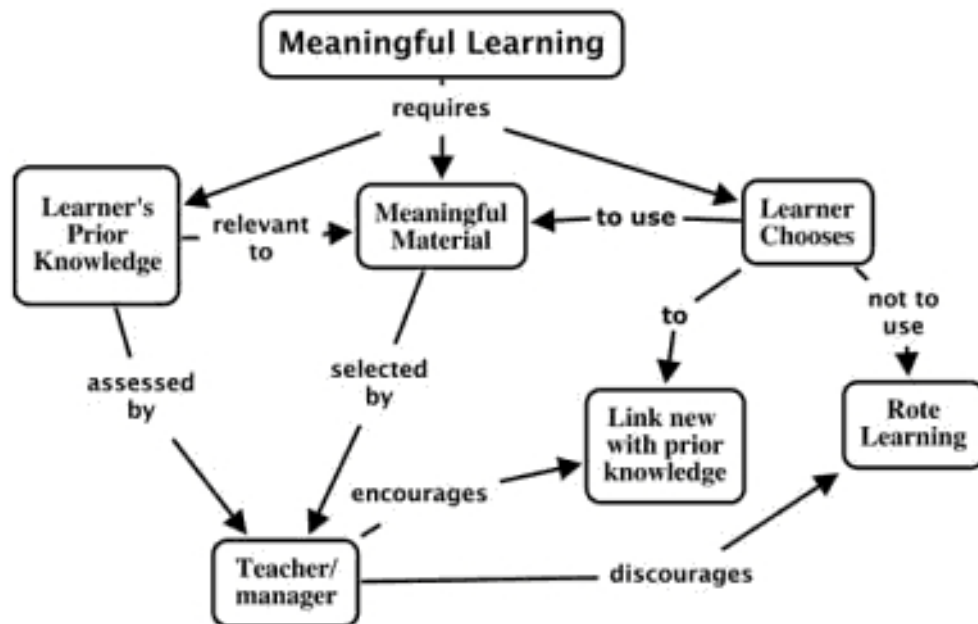 Meaningful Learning
requires
Learner's
Prior
Knowledge
relevant
to
Meaningful
Material
to use
Learner
Chooses
to
not to
use
assessed
by
selected
by
Link new
with prior
knowledge
Rote
Learning
encourages
Teacher/
manager
discourages